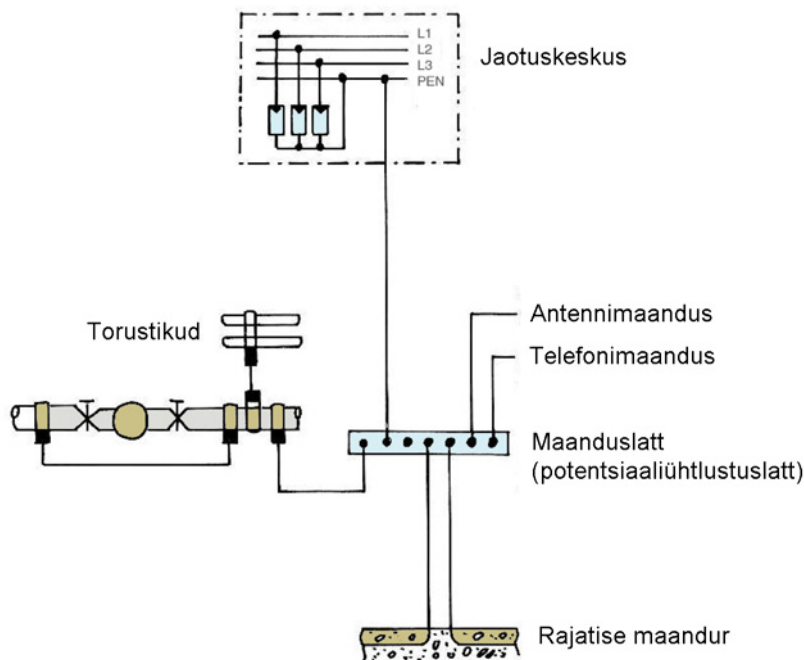 L1
L2
L3
PEN
Jaotuskeskus
Torustikud
Antennimaandus
Telefonimaandus
Maanduslatt
(potentsiaaliühtlustuslatt)
Rajatise maandur